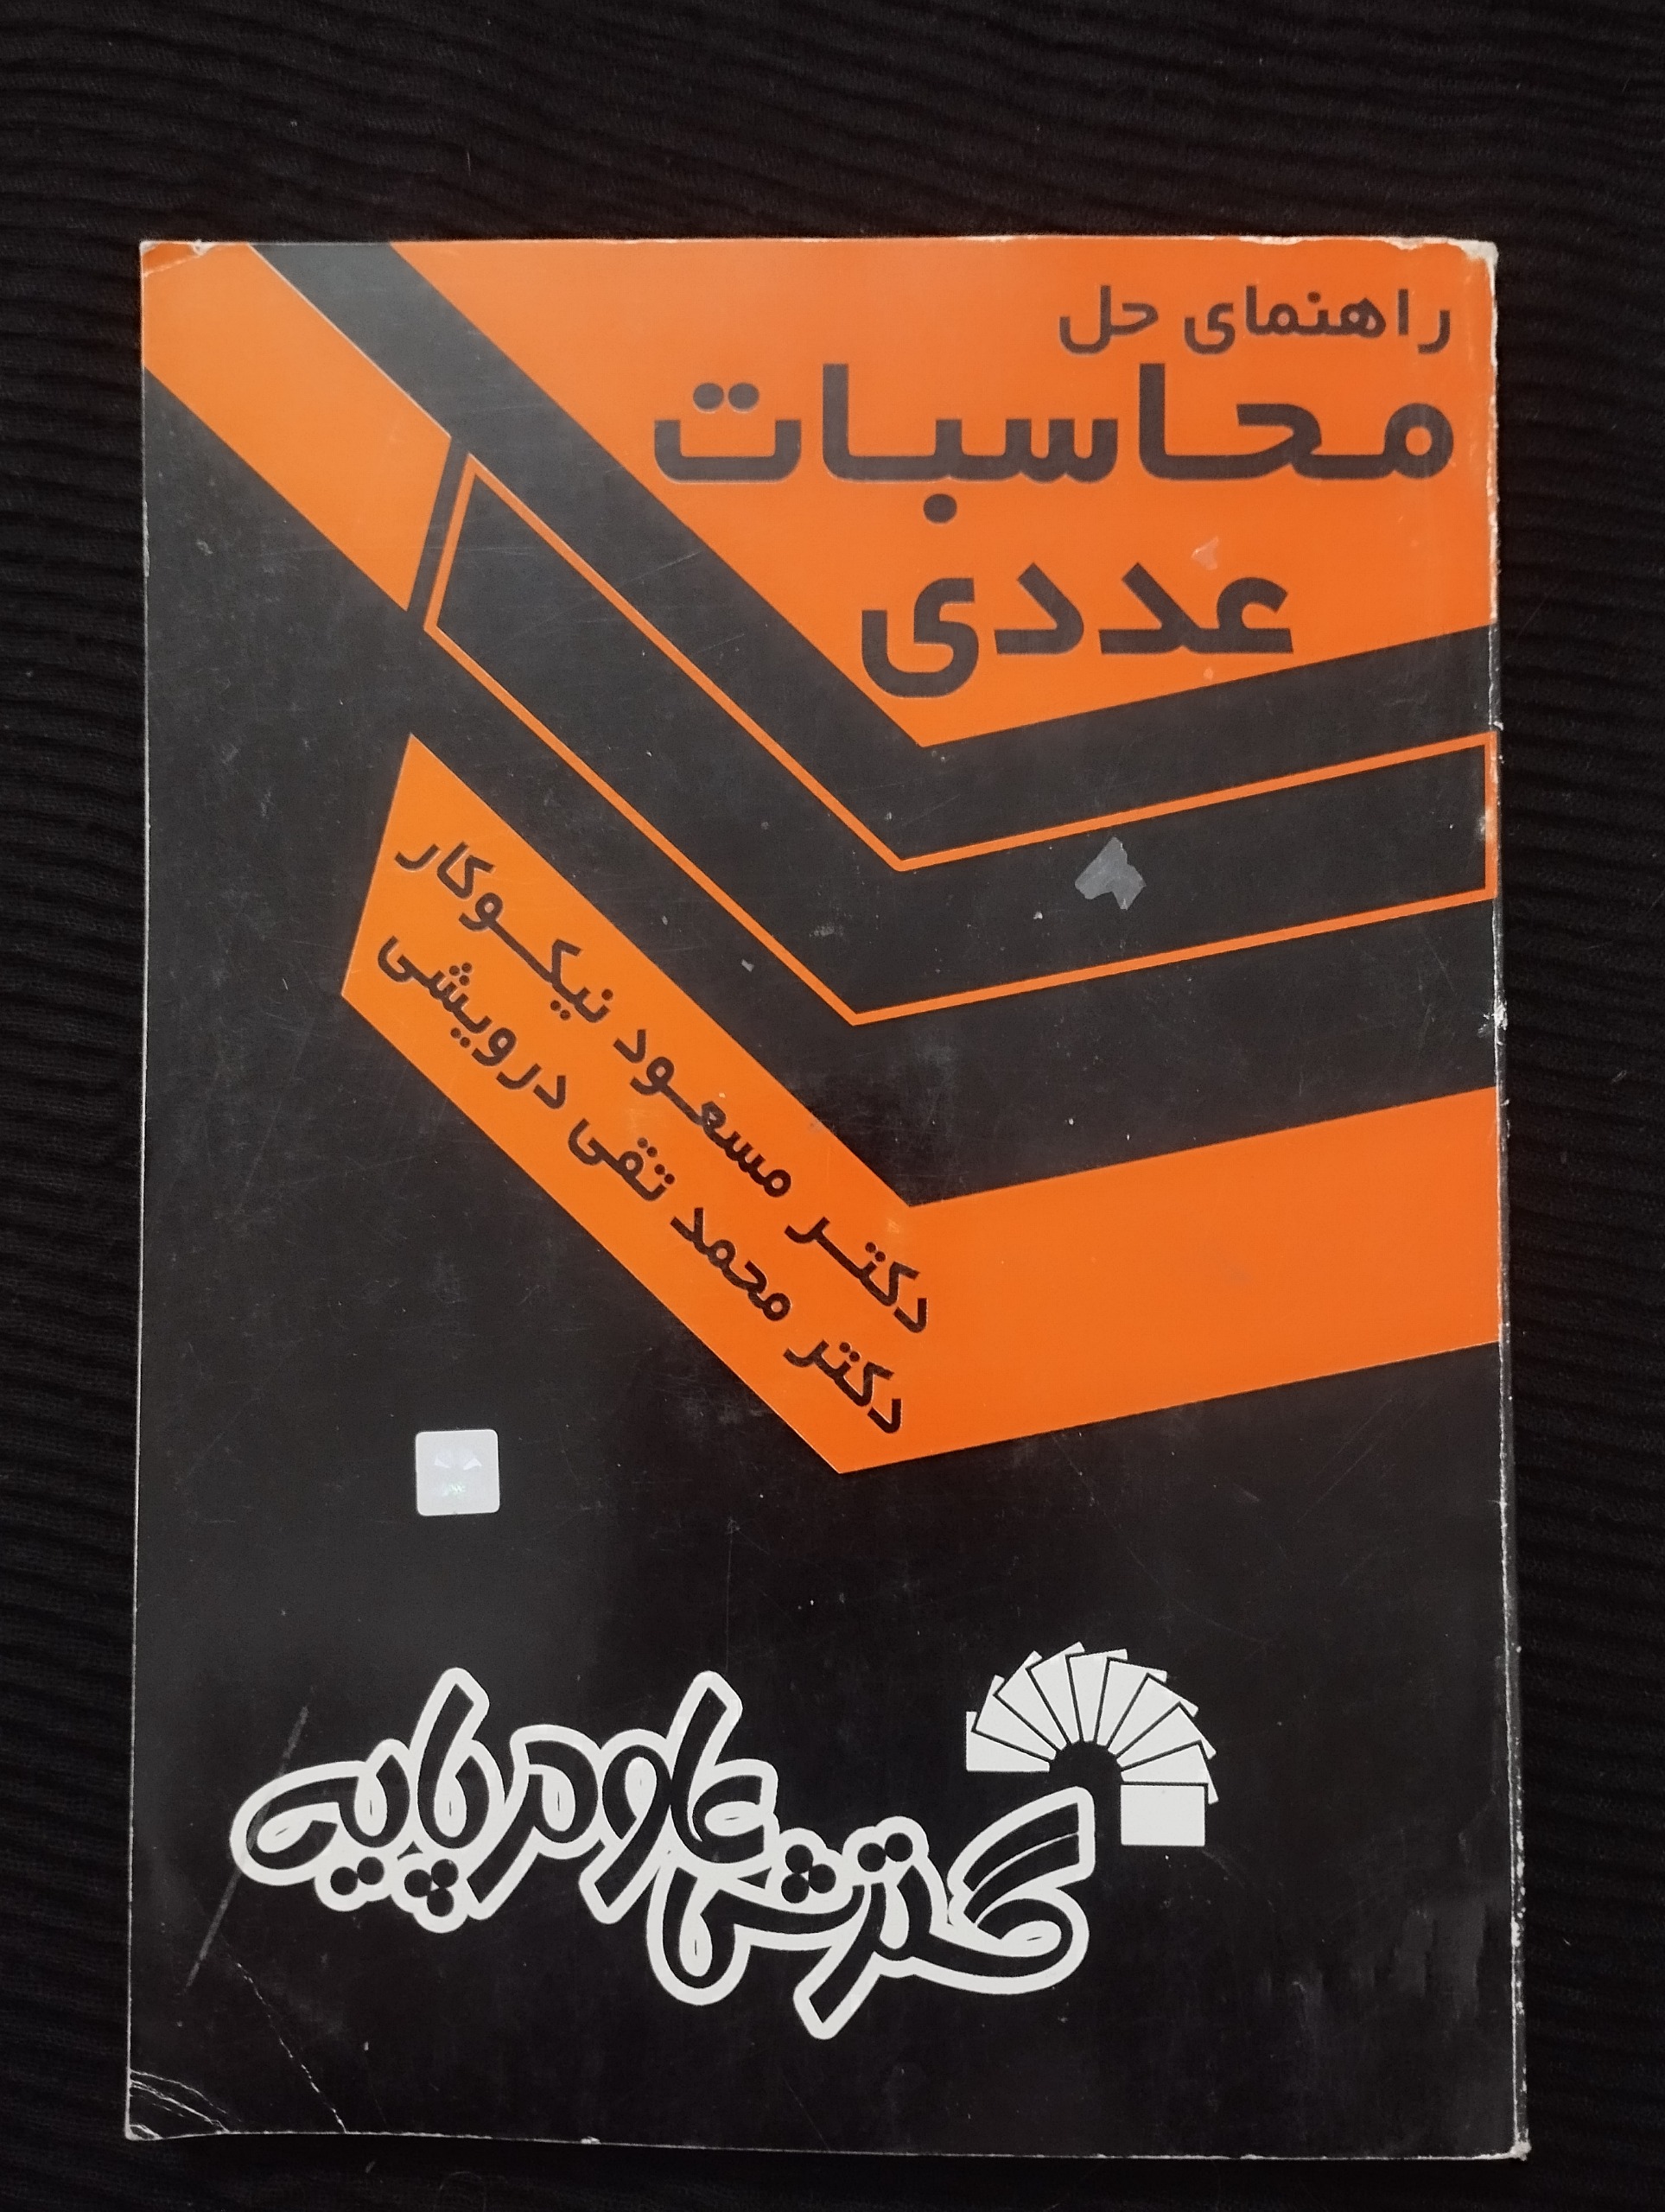 راهنمای حل
محاسبات
عددی
دکتر مسعود نیکوکار
دکتر محمد تقی درویشی
گسترش علوم پایه